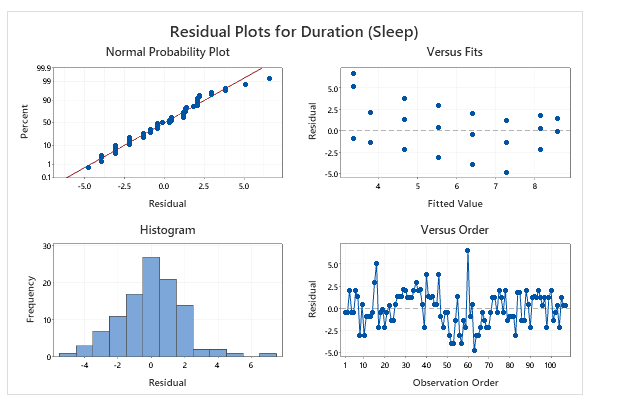 Residual Plots for Duration (Sleep)
Normal Probability Plot
Versus Fits
99.9
99
90
50
10
1
0.1
Percent
-5.0 -2.5 0.0 2.5 5.0
Residual
5.0
2.5
0.0
-2.5
-5.0
Residual
4 5 6 7 8
Fitted Value
Histogram
Versus Order
30
20
10
0
Frequency
-4 -2 0 2 4 6
Residual
5.0
2.5
0.0
-2.5
-5.0
Residual
1 10 20 30 40 50 60 70 80 90 100
Observation Order